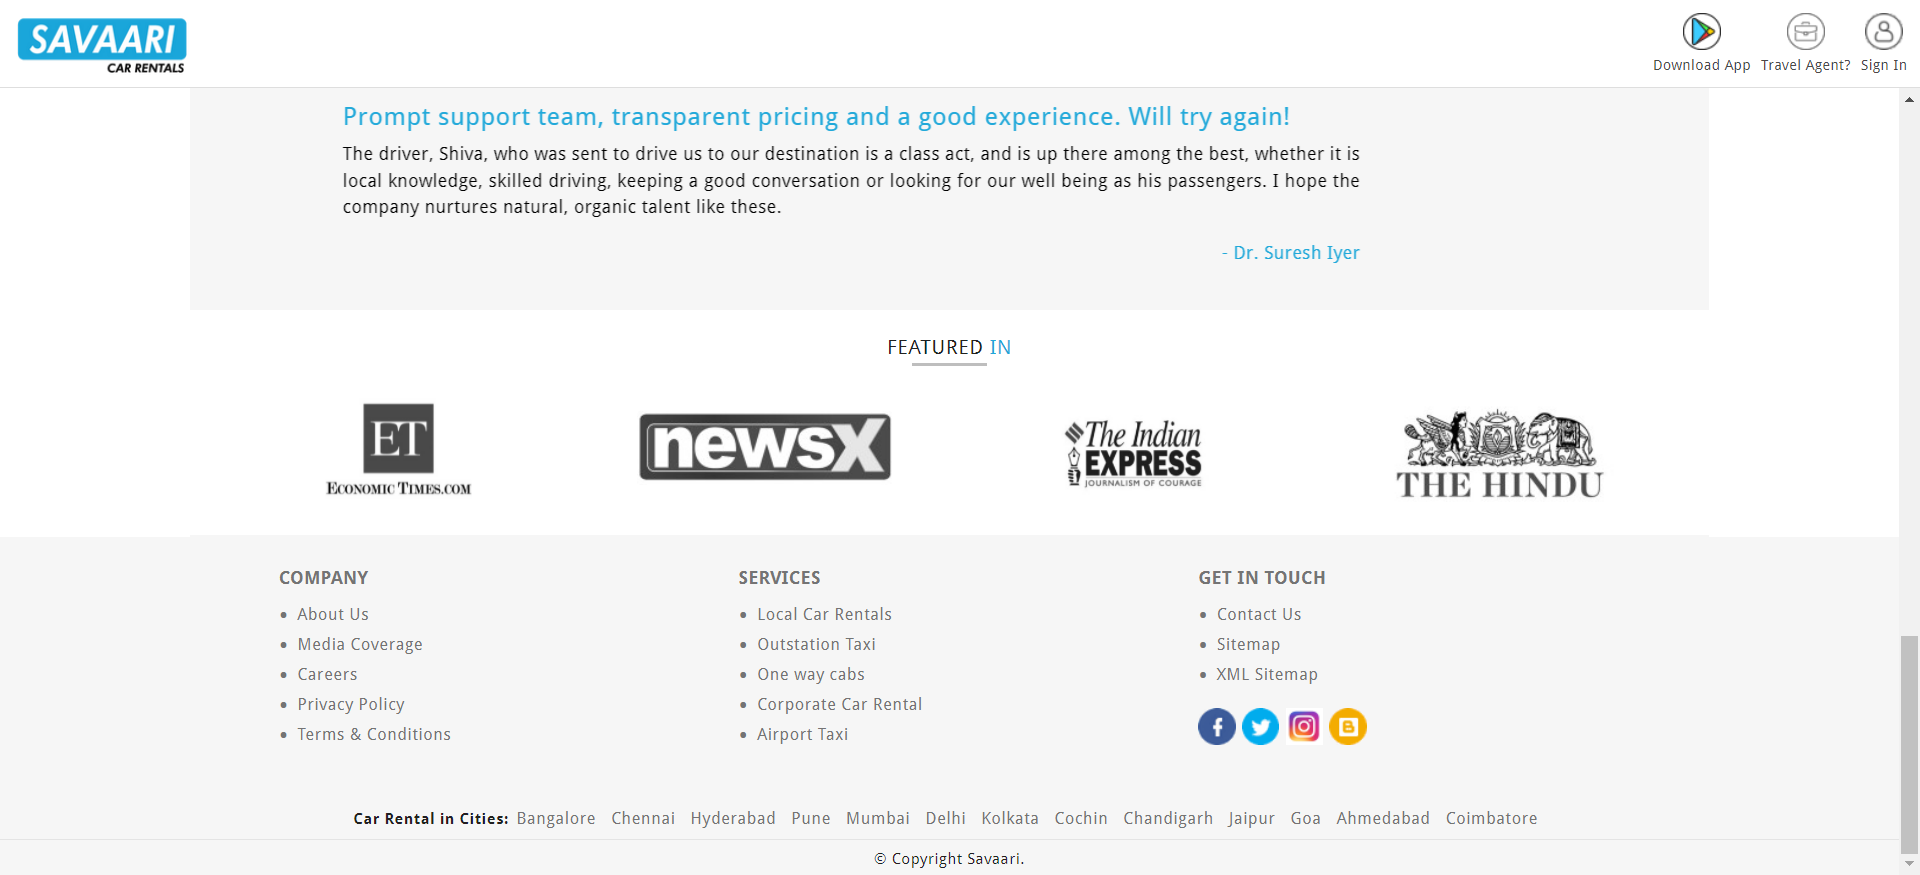 SAVAARI
CAR RENTALS
Download App
Travel Agent?
Sign In
Prompt support team, transparent pricing and a good experience. Will try again!
The driver, Shiva, who was sent to drive us to our destination is a class act, and is up there among the best, whether it is
local knowledge, skilled driving, keeping a good conversation or looking for our well being as his passengers. I hope the
company nurtures natural, organic talent like these.
- Dr. Suresh Iyer
FEATURED IN
ET
ECONOMIC TIMES.COM
newsX
The Indian
EXPRESS
JOURNALISM OF COURAGE
THE HINDU
COMPANY
• About Us
• Media Coverage
• Careers
• Privacy Policy
• Terms & Conditions
SERVICES
• Local Car Rentals
• Outstation Taxi
• One way cabs
• Corporate Car Rental
• Airport Taxi
GET IN TOUCH
• Contact Us
• Sitemap
• XML Sitemap
Car Rental in Cities: Bangalore Chennai Hyderabad Pune Mumbai Delhi Kolkata Cochin Chandigarh Jaipur Goa Ahmedabad Coimbatore
© Copyright Savaari.